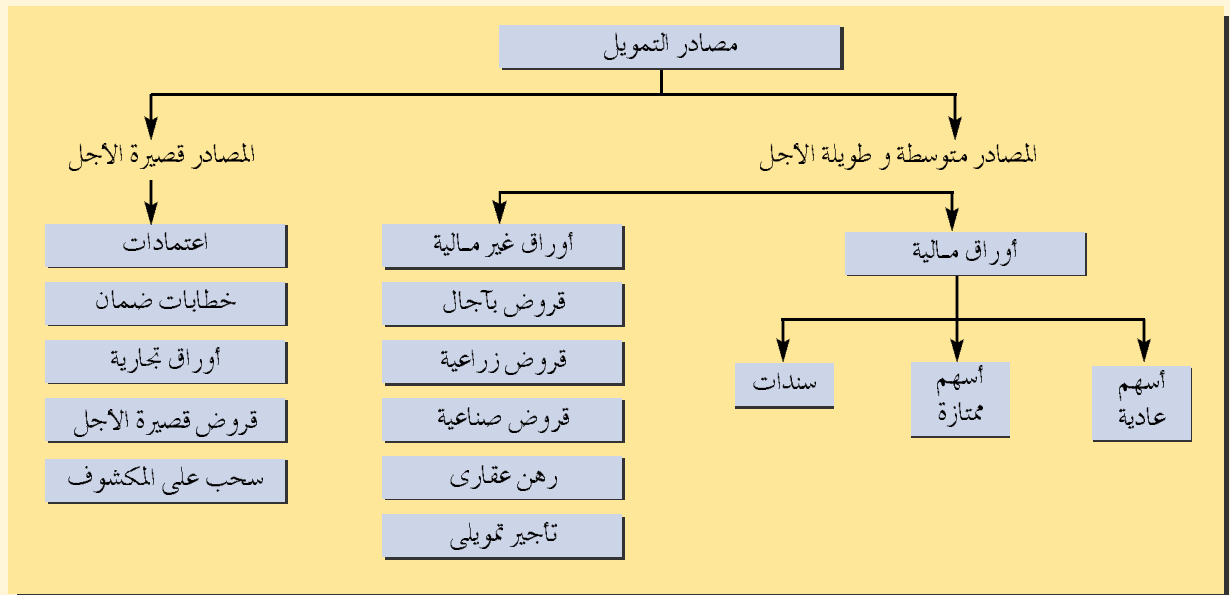 مصادر التمويل
المصادر متوسطة و طويلة الأجل
المصادر قصيرة الأجل
أوراق مالية
أسهم
عادية
أسهم
ممتازة
سندات
أوراق غير مالية
قروض بآجال
قروض زراعية
قروض صناعية
رهن عقارى
تأجير تمويلى
اعتمادات
خطابات ضمان
أوراق تجارية
قروض قصيرة الأجل
سحب على المكشوف